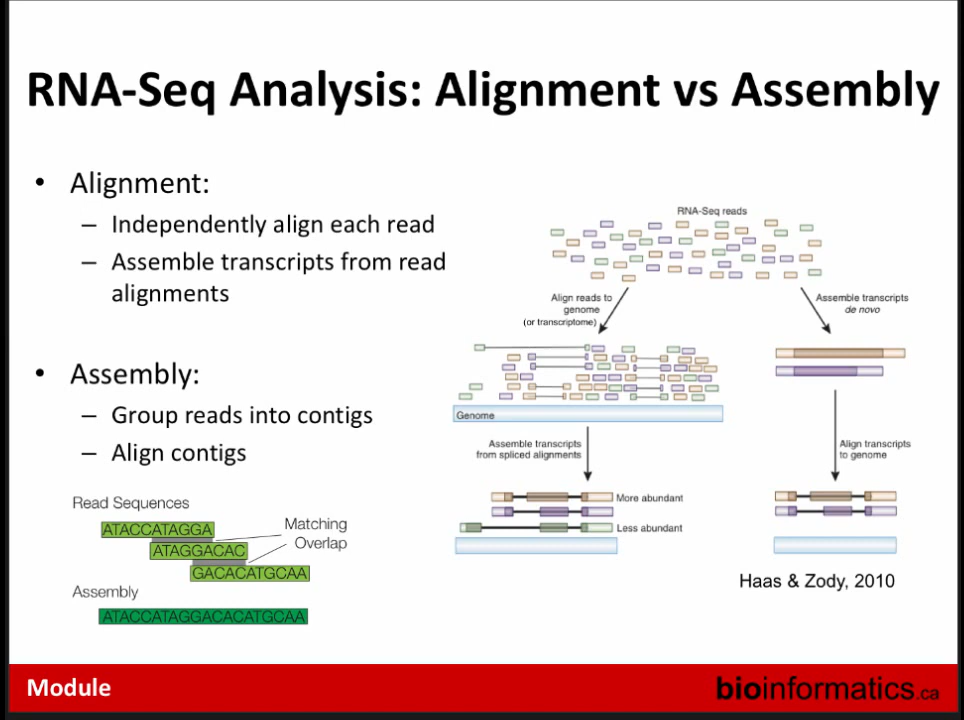 RNA-Seq Analysis: Alignment vs Assembly
• Alignment:
– Independently align each read
– Assemble transcripts from read
alignments
• Assembly:
– Group reads into contigs
– Align contigs
Read Sequences
ATACCATAGGA
Matching
Overlap
ATAGGACAC
GACACATGCAA
Assembly
ATACCATAGGACACATGCAA
RNA-Seq reads
Align reads to
genome
(or transcriptome)
Assemble transcripts
de novo
Genome
Assemble transcripts
from spliced alignments
Align transcripts
to genome
More abundant
Less abundant
Haas & Zody, 2010
Module
bioinformatics.ca